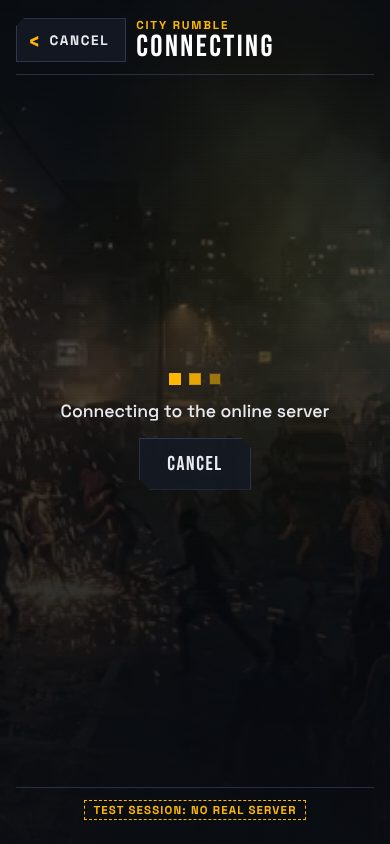 CITY RUMBLE
< CANCEL
CONNECTING
Connecting to the online server
CANCEL
TEST SESSION: NO REAL SERVER